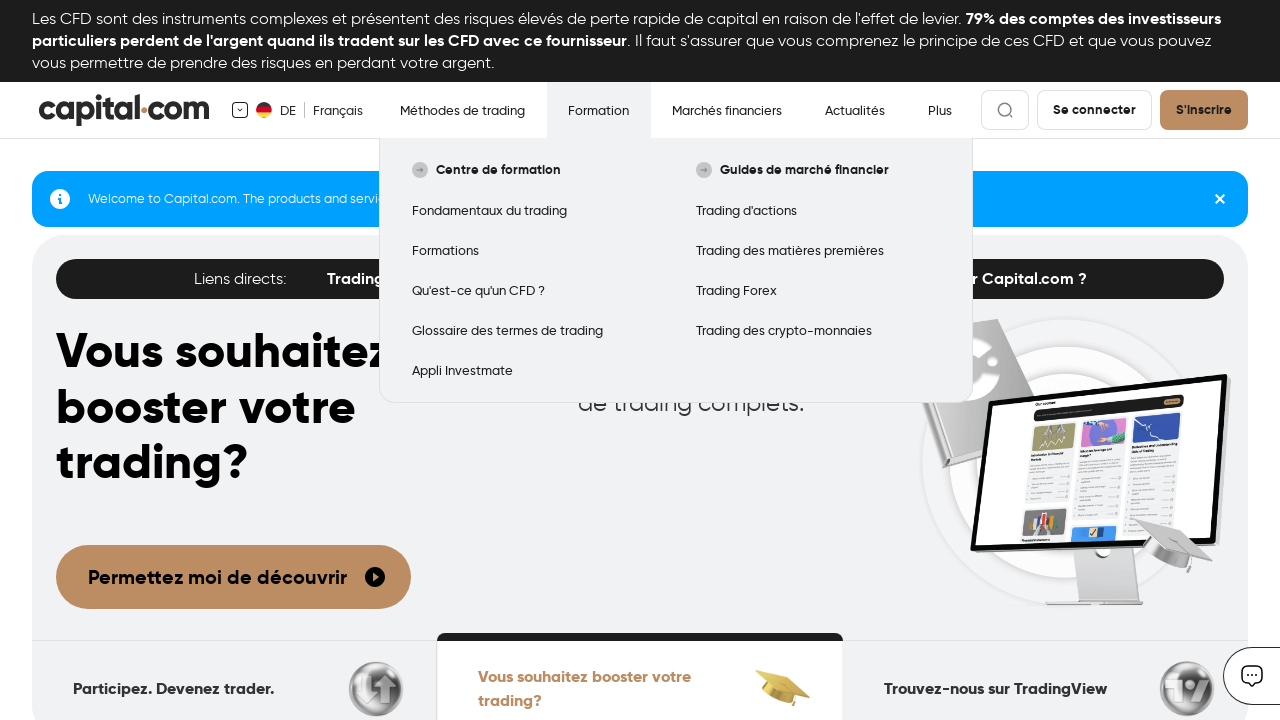 Les CFD sont des instruments complexes et présentent des risques élevés de perte rapide de capital en raison de l'effet de levier. 79% des comptes des investisseurs
particuliers perdent de l'argent quand ils tradent sur les CFD avec ce fournisseur. Il faut s'assurer que vous comprenez le principe de ces CFD et que vous pouvez
vous permettre de prendre des risques en perdant votre argent.
capital.com DE Français Méthodes de trading Formation Marchés financiers Actualités Plus Se connecter S'inscrire
Centre de formation Guides de marché financier
Welcome to Capital.com. The products and servi
Fondamentaux du trading Trading d'actions
Formations Trading des matières premières
Liens directs: Trading r Capital.com ?
Qu'est-ce qu'un CFD ? Trading Forex
Glossaire des termes de trading Trading des crypto-monnaies
Appli Investmate
Vous souhaitez
booster votre
trading?
de trading complets.
Permettez moi de découvrir
Participez. Devenez trader.
Vous souhaitez booster votre
trading?
Trouvez-nous sur TradingView